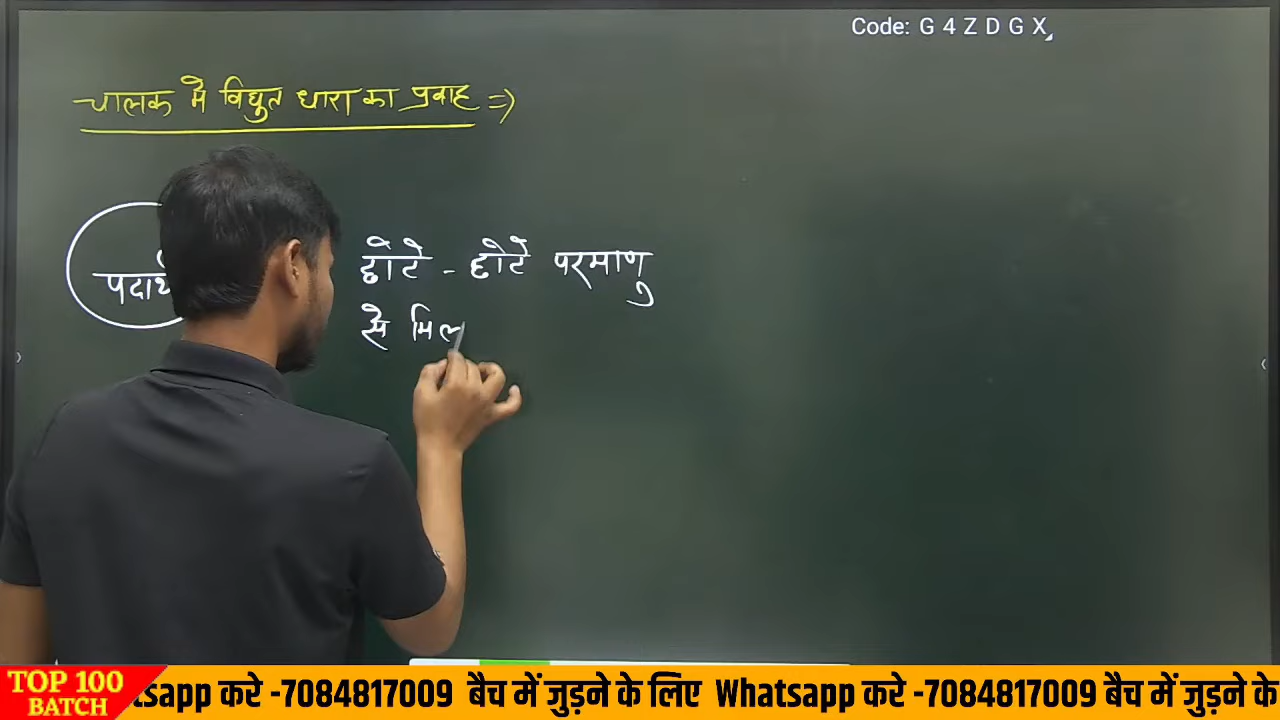 Code: G 4 Z D G X
चालक मे विधुत धारा का प्रवाह =>
छोटे - छोटे परमाणु
पदार्थ
से मिल
TOP 100
BATCH
tsapp करे -7084817009 बैच में जुड़ने के लिए Whatsapp करे -7084817009 बैच में जुड़ने के